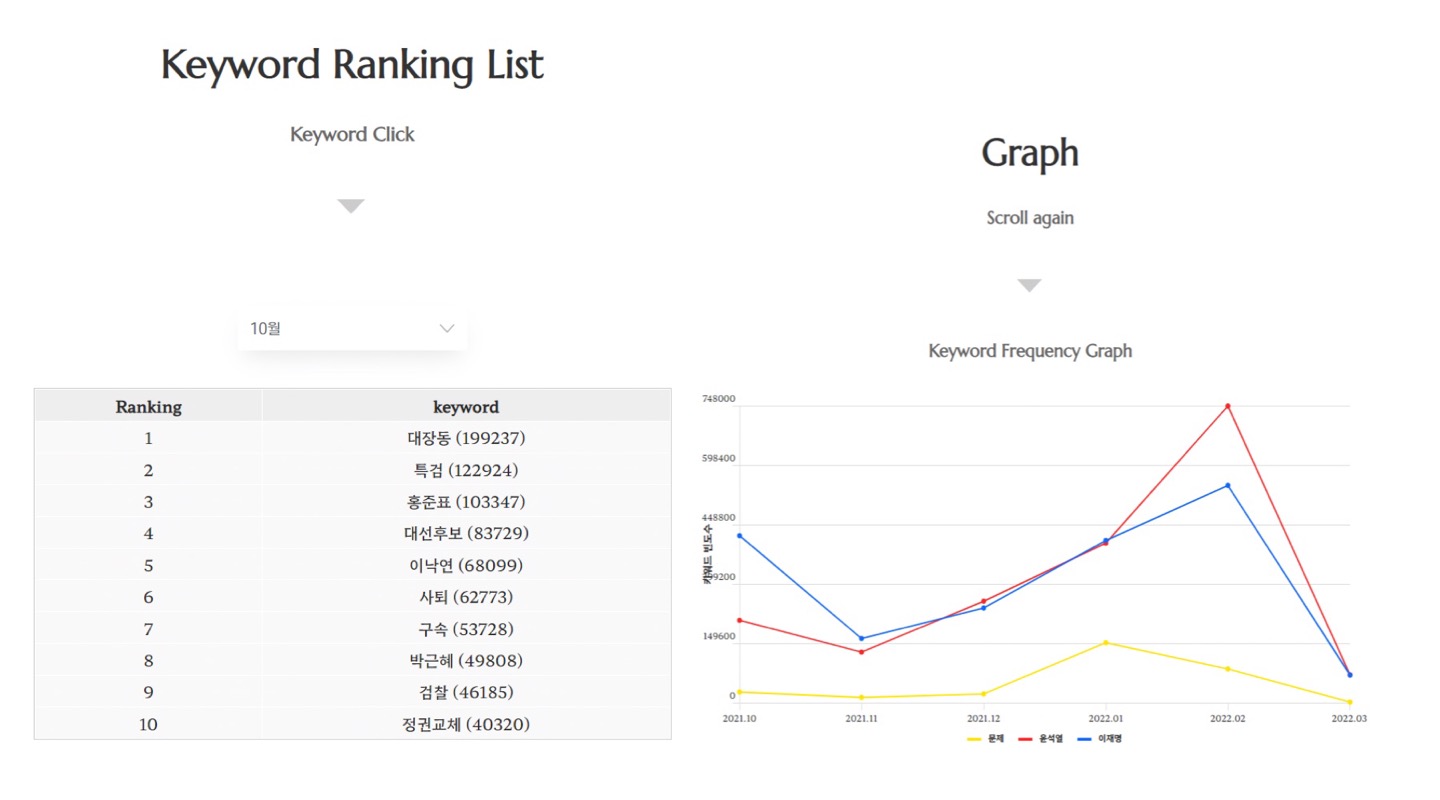 Keyword Ranking List
Keyword Click
10월
Ranking keyword
1 대장동 (199237)
2 특검 (122924)
3 홍준표 (103347)
4 대선후보 (83729)
5 이낙연 (68099)
6 사퇴 (62773)
7 구속 (53728)
8 박근혜 (49808)
9 검찰 (46185)
10 정권교체 (40320)
Graph
Scroll again
Keyword Frequency Graph
키워드 빈도수
748000
598400
448800
149600
0
2021.10 2021.11 2021.12 2022.01 2022.02 2022.03
문제 윤석열 이재명